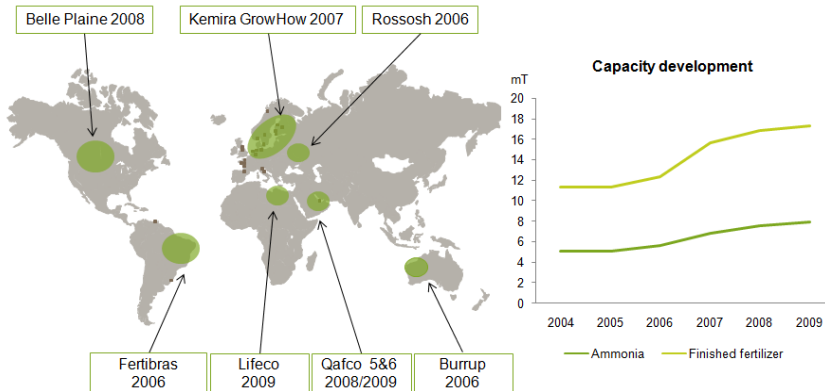 Belle Plaine 2008
Kemira GrowHow 2007
Rossosh 2006
Fertibras
2006
Lifeco
2009
Qafco 5&6
2008/2009
Burrup
2006
Capacity development
mT
20
18
16
14
12
10
8
6
4
2
0
2004 2005 2006 2007 2008 2009
Ammonia Finished fertilizer